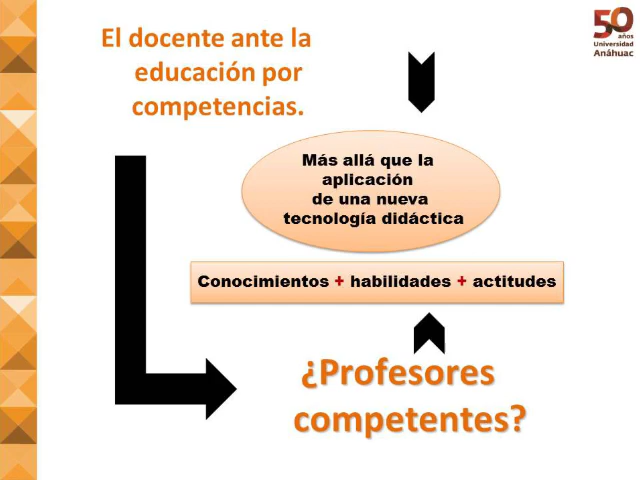 El docente ante la
educación por
competencias.
50
años
Universidad
Anáhuac
Más allá que la
aplicación
de una nueva
tecnología didáctica
Conocimientos + habilidades + actitudes
¿Profesores
competentes?